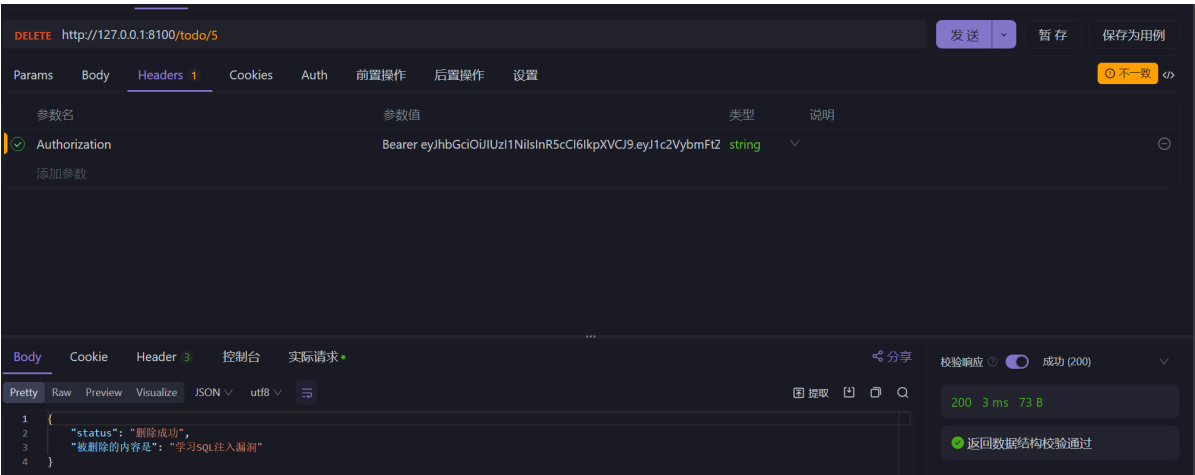 DELETE http://127.0.0.1:8100/todo/5 发 送 暂 存 保存为用例
Params Body Headers 1 Cookies Auth 前置操作 后置操作 设置 不一致
参数名 参数值 类型 说明
Authorization Bearer eyJhbGciOiJIUzI1NiIsInR5cCI6IkpXVCJ9.eyJ1c2VybmFtZ string
添加参数
Body Cookie Header 3 控制台 实际请求 分享 校验响应 成功 (200)
Pretty Raw Preview Visualize JSON utf8 提取
200 3 ms 73 B
1 {
2 "status": "删除成功",
3 "被删除的内容是": "学习SQL注入漏洞"
4 }
返回数据结构校验通过